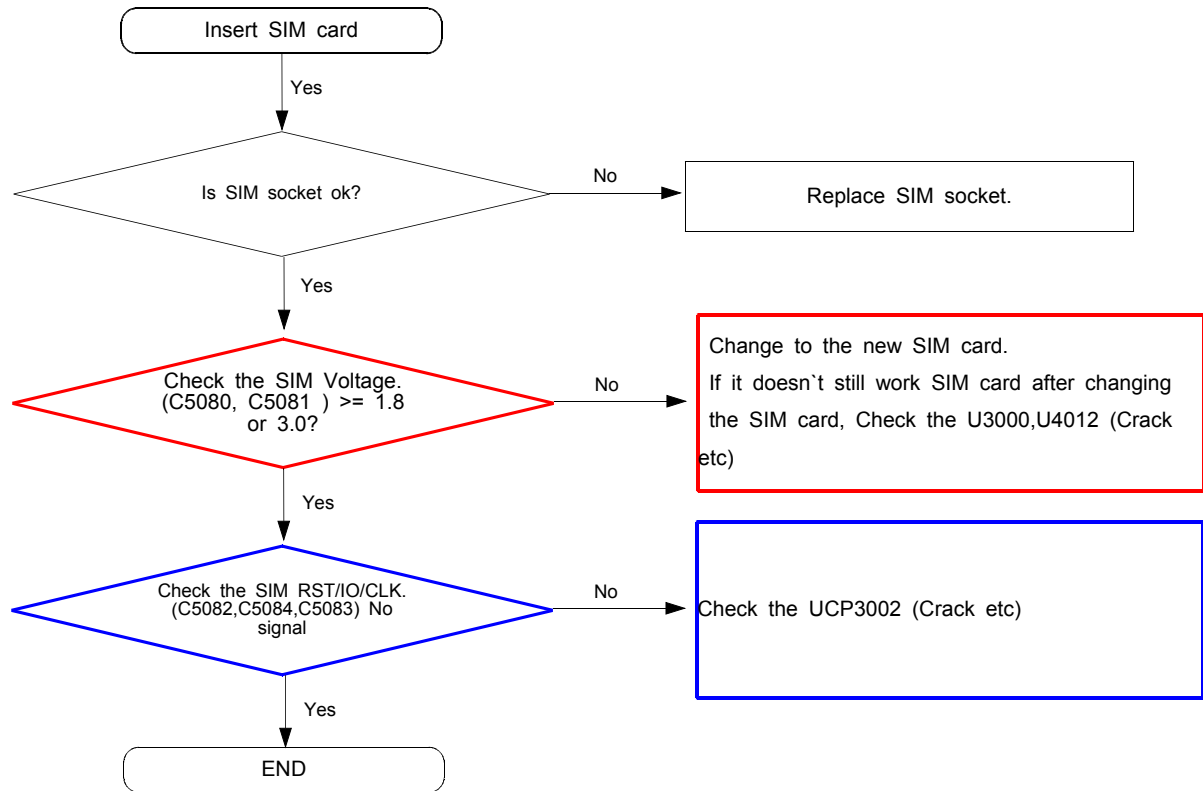 Insert SIM card
Yes
Is SIM socket ok?
No
Replace SIM socket.
Yes
Check the SIM Voltage.
(C5080, C5081 ) >= 1.8
or 3.0?
No
Change to the new SIM card.
If it doesn`t still work SIM card after changing
the SIM card, Check the U3000,U4012 (Crack
etc)
Yes
Check the SIM RST/IO/CLK.
(C5082,C5084,C5083) No
signal
No
Check the UCP3002 (Crack etc)
Yes
END